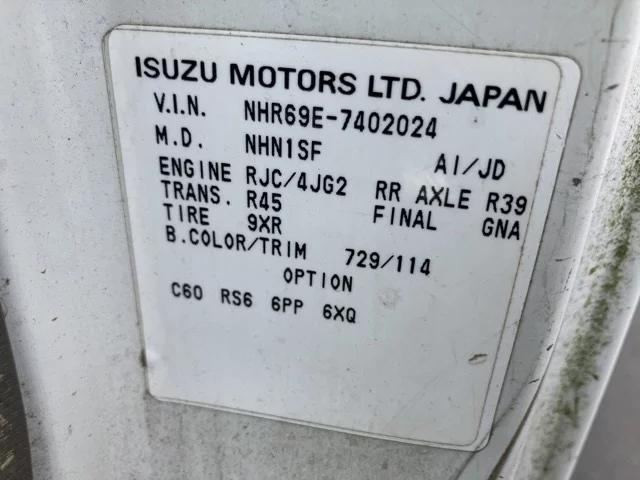 ISUZU MOTORS LTD. JAPAN
V.I.N. NHR69E-7402024
M.D. NHN1SF AI/JD
ENGINE RJC/4JG2 RR AXLE R39
TRANS. R45 FINAL GNA
TIRE 9XR
B.COLOR/TRIM 729/114
OPTION
C60 RS6 6PP 6XQ